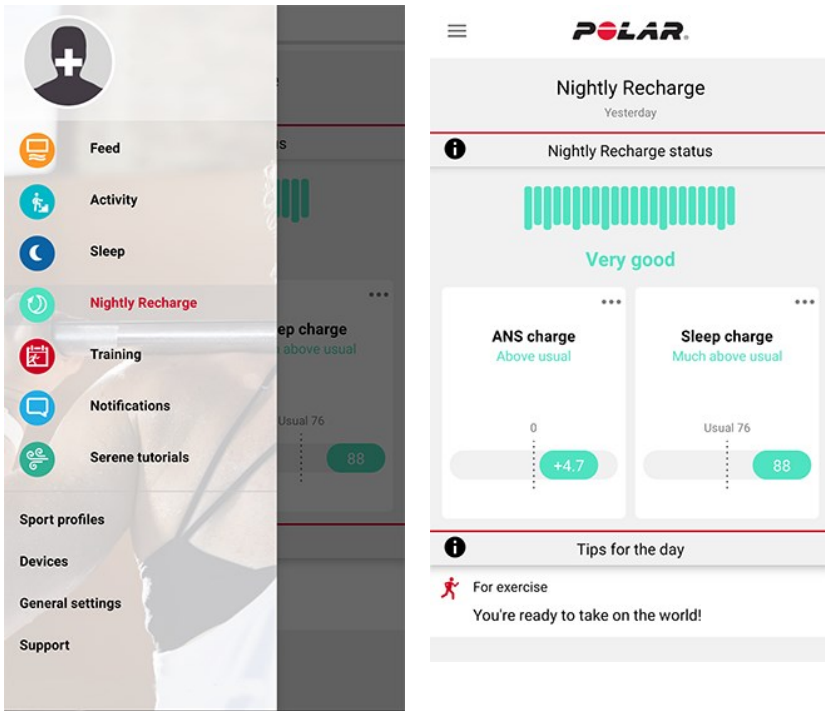 Feed
Activity
Sleep
Nightly Recharge
Training
Notifications
Serene tutorials
Sport profiles
Devices
General settings
Support
s
ep charge
above usual
Usual 76
88
POLAR.
Nightly Recharge
Yesterday
Nightly Recharge status
Very good
ANS charge
Above usual
0
+4.7
Sleep charge
Much above usual
Usual 76
88
Tips for the day
For exercise
You're ready to take on the world!